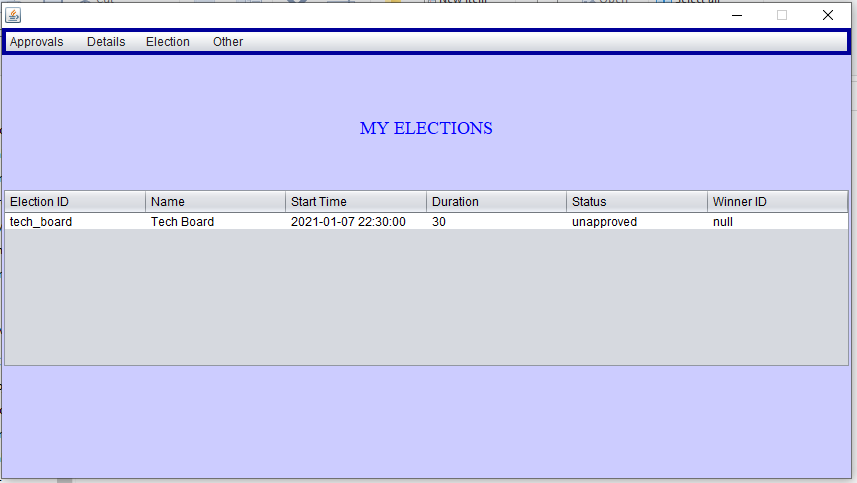 Approvals Details Election Other
MY ELECTIONS
Election ID Name Start Time Duration Status Winner ID
tech_board Tech Board 2021-01-07 22:30:00 30 unapproved null